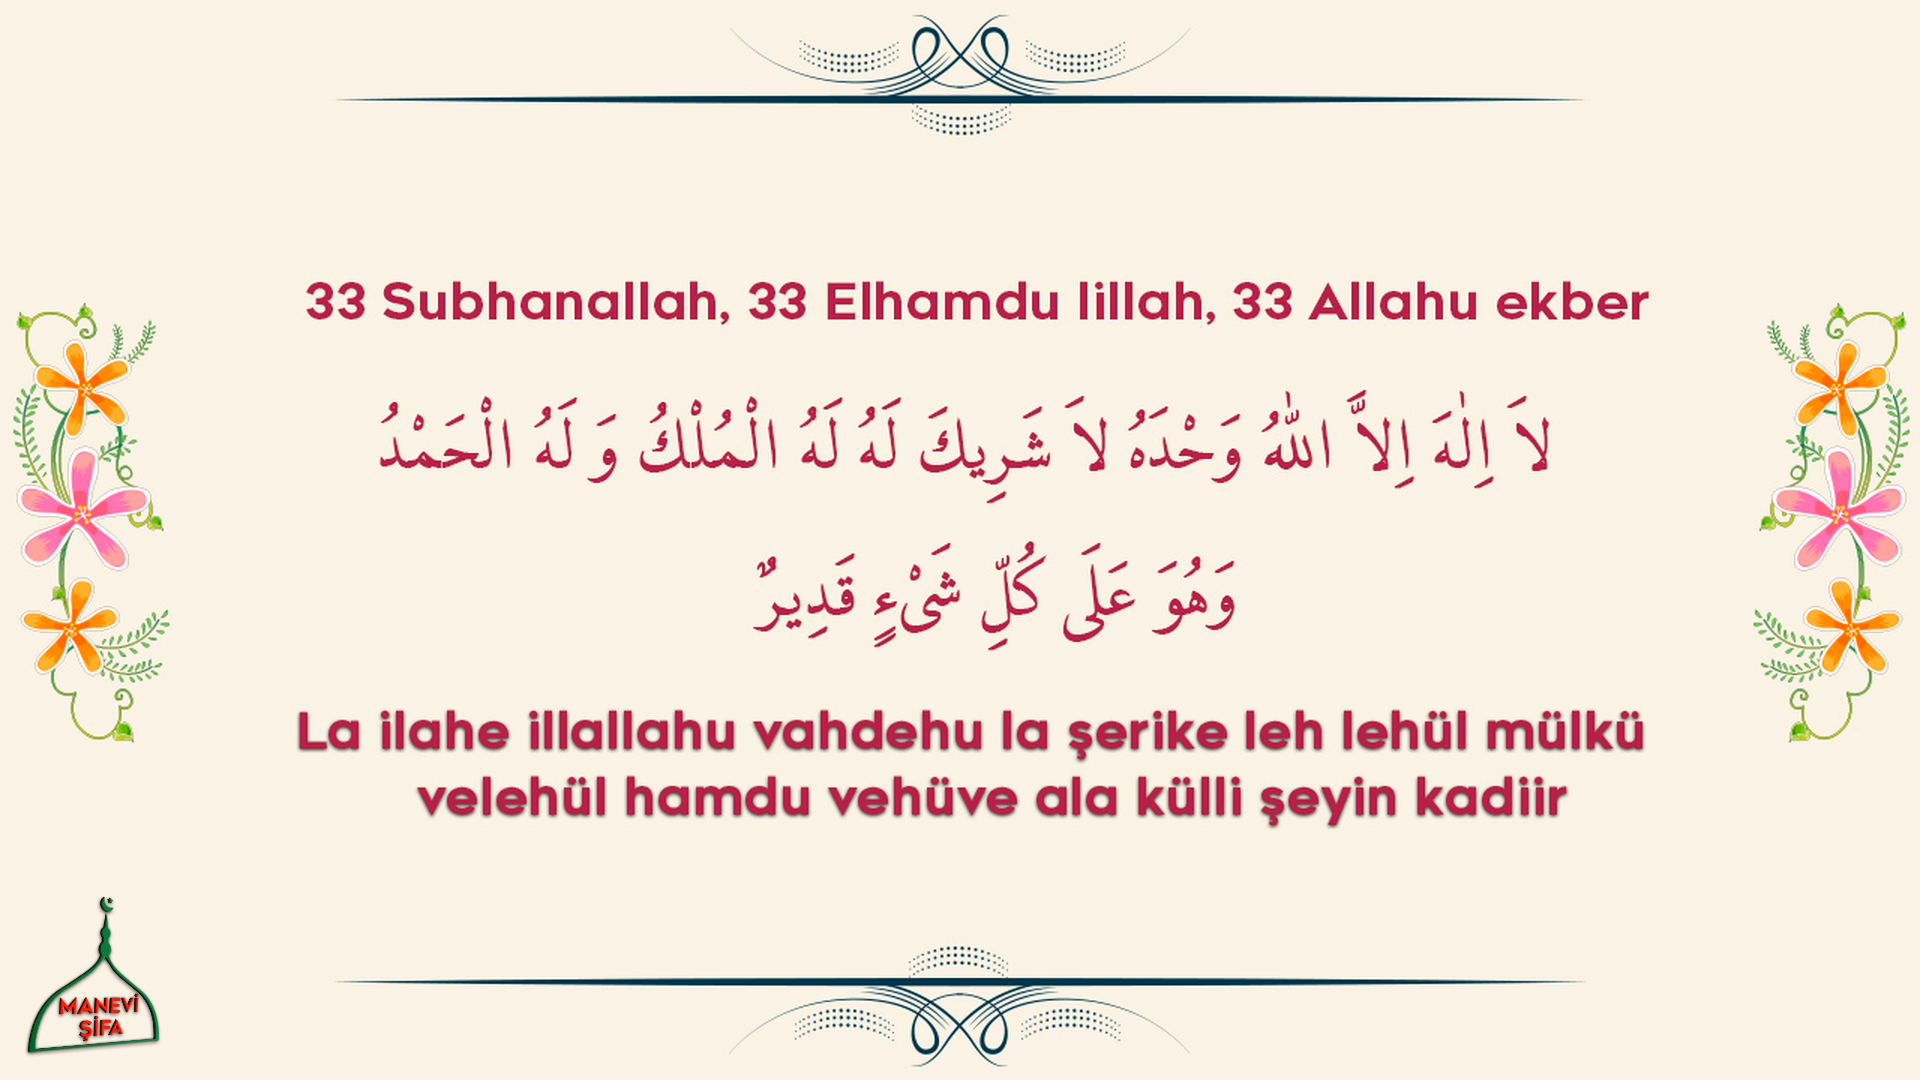 33 Subhanallah, 33 Elhamdu lillah, 33 Allahu ekber
لاَ اِلٰهَ اِلاَّ اللّٰهُ وَحْدَهُ لاَ شَرِيكَ لَهُ لَهُ الْمُلْكُ وَ لَهُ الْحَمْدُ
وَهُوَ عَلَى كُلِّ شَىْءٍ قَدِيرٌ
La ilahe illallahu vahdehu la şerike leh lehül mülkü
velehül hamdu vehüve ala külli şeyin kadiir
MANEVİ
ŞİFA